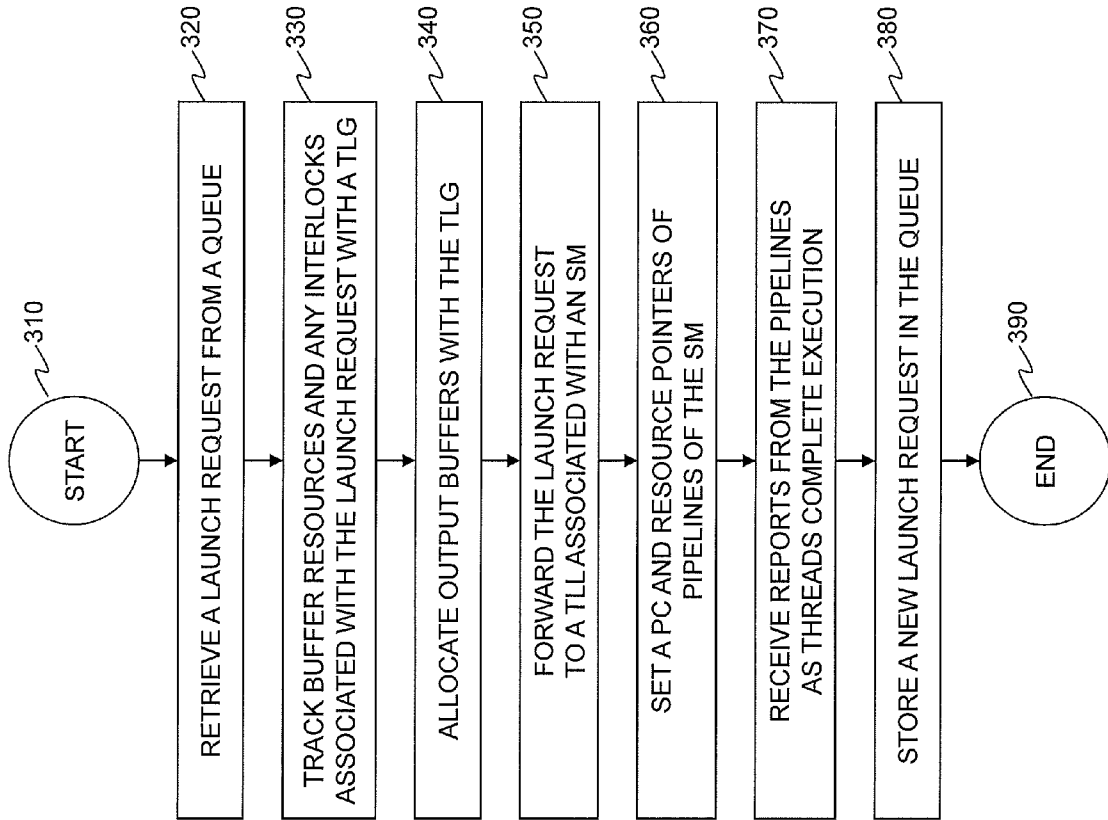 START
310
RETRIEVE A LAUNCH REQUEST FROM A QUEUE
320
TRACK BUFFER RESOURCES AND ANY INTERLOCKS
ASSOCIATED WITH THE LAUNCH REQUEST WITH A TLG
330
ALLOCATE OUTPUT BUFFERS WITH THE TLG
340
FORWARD THE LAUNCH REQUEST
TO A TLL ASSOCIATED WITH AN SM
350
SET A PC AND RESOURCE POINTERS OF
PIPELINES OF THE SM
360
RECEIVE REPORTS FROM THE PIPELINES
AS THREADS COMPLETE EXECUTION
370
STORE A NEW LAUNCH REQUEST IN THE QUEUE
380
END
390